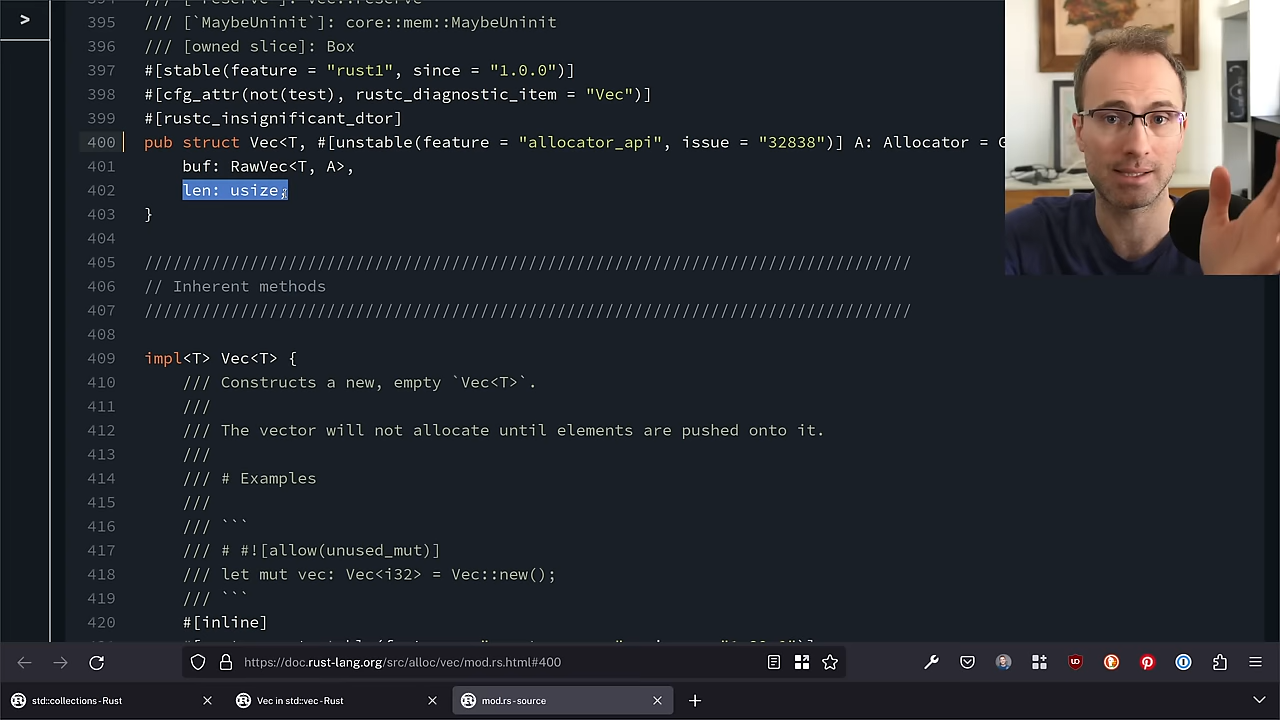 >
394 /// [`reserve`]: Vec::reserve
395 /// [`MaybeUninit`]: core::mem::MaybeUninit
396 /// [owned slice]: Box
397 #[stable(feature = "rust1", since = "1.0.0")]
398 #[cfg_attr(not(test), rustc_diagnostic_item = "Vec")]
399 #[rustc_insignificant_dtor]
400 pub struct Vec<T, #[unstable(feature = "allocator_api", issue = "32838")] A: Allocator = G
401 buf: RawVec<T, A>,
402 len: usize,
403 }
404
405 ////////////////////////////////////////////////////////////////////////////////
406 // Inherent methods
407 ////////////////////////////////////////////////////////////////////////////////
408
409 impl<T> Vec<T> {
410 /// Constructs a new, empty `Vec<T>`.
411 ///
412 /// The vector will not allocate until elements are pushed onto it.
413 ///
414 /// # Examples
415 ///
416 /// ```
417 /// # #![allow(unused_mut)]
418 /// let mut vec: Vec<i32> = Vec::new();
419 /// ```
420 #[inline]
https://doc.rust-lang.org/src/alloc/vec/mod.rs.html#400
std::collections - Rust
Vec in std::vec - Rust
mod.rs - source